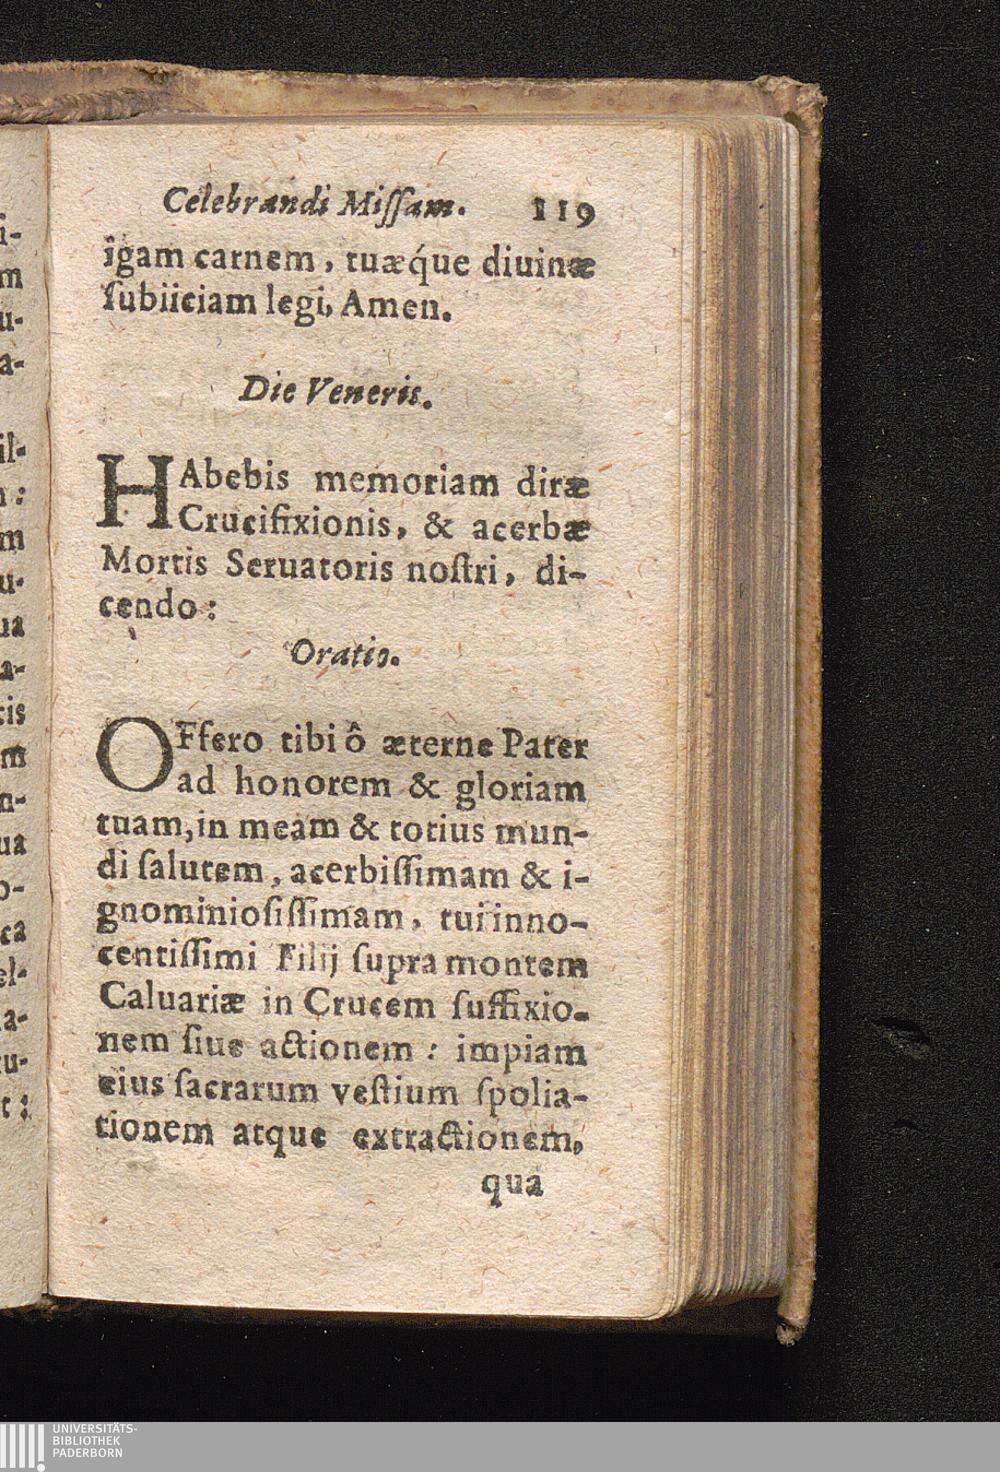 Celebrandi Miſſam. 119
igam carnem, tuæq́ue diuinæ
ſubiiciam legi, Amen.
Die Veneris.
HAbebis memoriam diræ
Crucifixionis, & acerbæ
Mortis Seruatoris noſtri, di-
cendo:
Oratio.
OFfero tibi ô æterne Pater
ad honorem & gloriam
tuam, in meam & totius mun-
di ſalutem, acerbiſſimam & i-
gnominioſiſſimam, tui inno-
centiſſimi Filij ſupra montem
Caluariæ in Crucem ſuffixio-
nem ſiue actionem: impiam
eius ſacrarum veſtium ſpolia-
tionem atque extractionem,
qua
UNIVERSITÄTS-
BIBLIOTHEK
PADERBORN